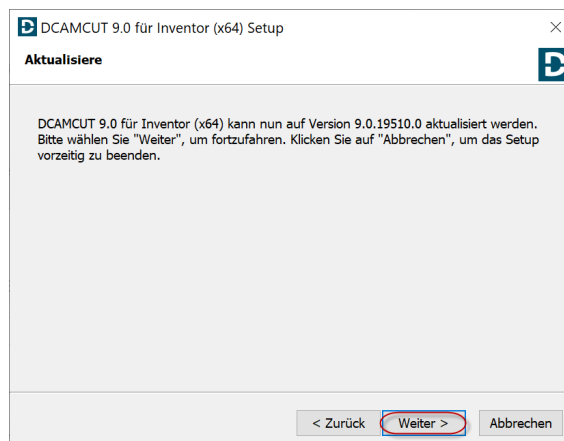 DCAMCUT 9.0 für Inventor (x64) Setup
Aktualisiere
DCAMCUT 9.0 für Inventor (x64) kann nun auf Version 9.0.19510.0 aktualisiert werden.
Bitte wählen Sie "Weiter", um fortzufahren. Klicken Sie auf "Abbrechen", um das Setup
vorzeitig zu beenden.
< Zurück Weiter > Abbrechen